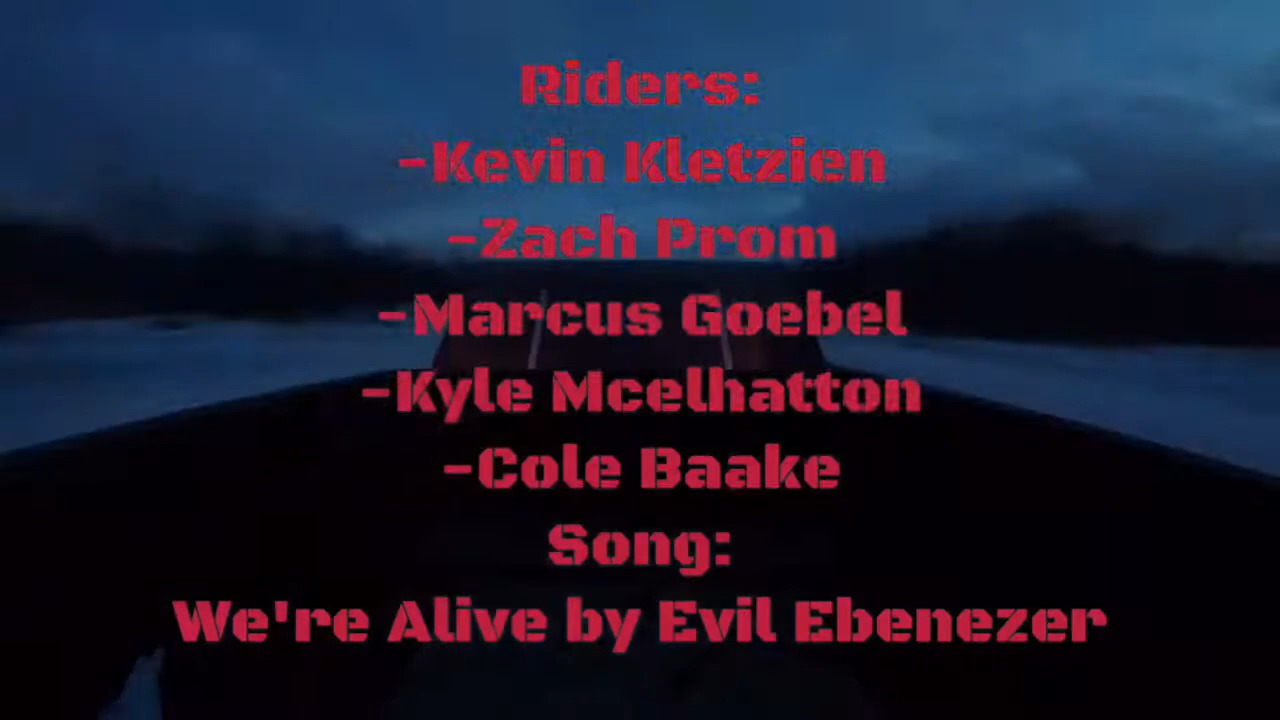 Riders:
-Kevin Kletzien
-Zach Prom
-Marcus Goebel
-Kyle Mcelhatton
-Cole Baake
Song:
We're Alive by Evil Ebenezer